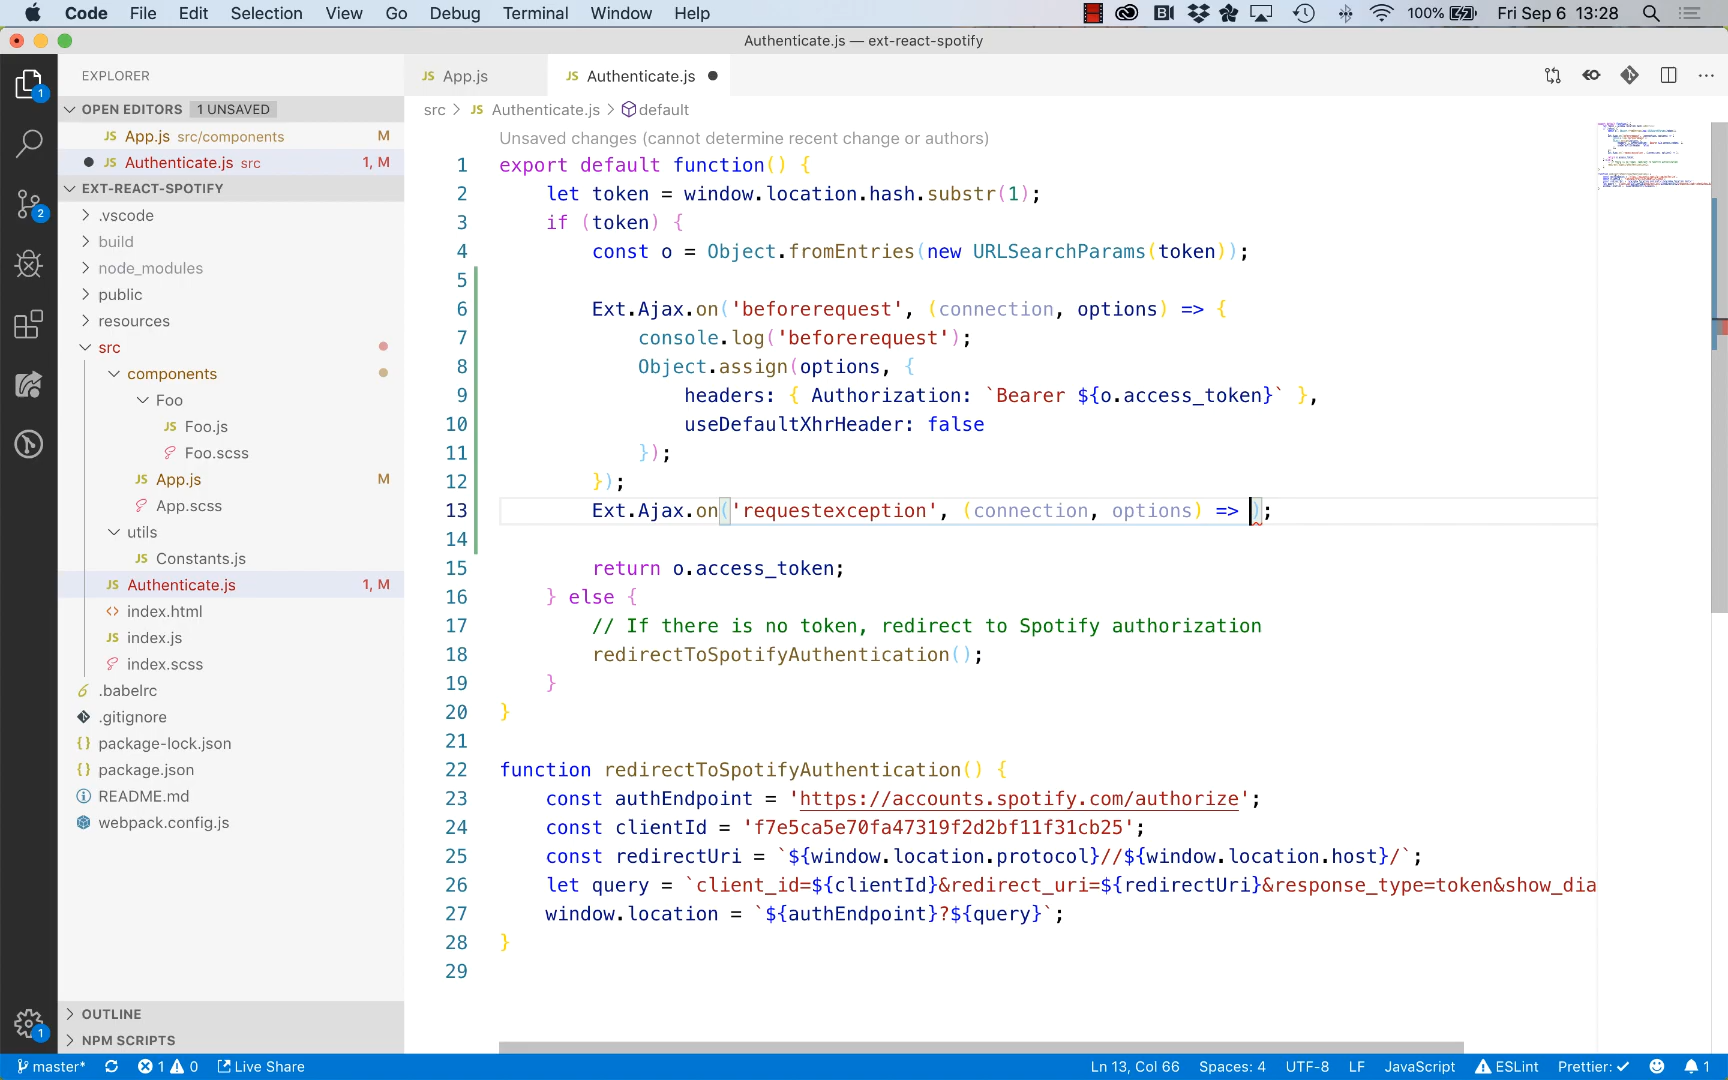 Code File Edit Selection View Go Debug Terminal Window Help 100% Fri Sep 6 13:28
Authenticate.js — ext-react-spotify
EXPLORER
OPEN EDITORS 1 UNSAVED
JS App.js src/components M
JS Authenticate.js src 1, M
EXT-REACT-SPOTIFY
.vscode
build
node_modules
public
resources
src
components
Foo
JS Foo.js
Foo.scss
JS App.js M
App.scss
utils
JS Constants.js
JS Authenticate.js 1, M
<> index.html
JS index.js
index.scss
.babelrc
.gitignore
{} package-lock.json
{} package.json
README.md
webpack.config.js
OUTLINE
NPM SCRIPTS
1
2
1
JS App.js JS Authenticate.js
src > JS Authenticate.js > default
Unsaved changes (cannot determine recent change or authors)
1 export default function() {
2 let token = window.location.hash.substr(1);
3 if (token) {
4 const o = Object.fromEntries(new URLSearchParams(token));
5
6 Ext.Ajax.on('beforerequest', (connection, options) => {
7 console.log('beforerequest');
8 Object.assign(options, {
9 headers: { Authorization: `Bearer ${o.access_token}` },
10 useDefaultXhrHeader: false
11 });
12 });
13 Ext.Ajax.on('requestexception', (connection, options) => );
14
15 return o.access_token;
16 } else {
17 // If there is no token, redirect to Spotify authorization
18 redirectToSpotifyAuthentication();
19 }
20 }
21
22 function redirectToSpotifyAuthentication() {
23 const authEndpoint = 'https://accounts.spotify.com/authorize';
24 const clientId = 'f7e5ca5e70fa47319f2d2bf11f31cb25';
25 const redirectUri = `${window.location.protocol}//${window.location.host}/`;
26 let query = `client_id=${clientId}&redirect_uri=${redirectUri}&response_type=token&show_dia
27 window.location = `${authEndpoint}?${query}`;
28 }
29
master* 1 0 Live Share Ln 13, Col 66 Spaces: 4 UTF-8 LF JavaScript ESLint Prettier: ✓ 1